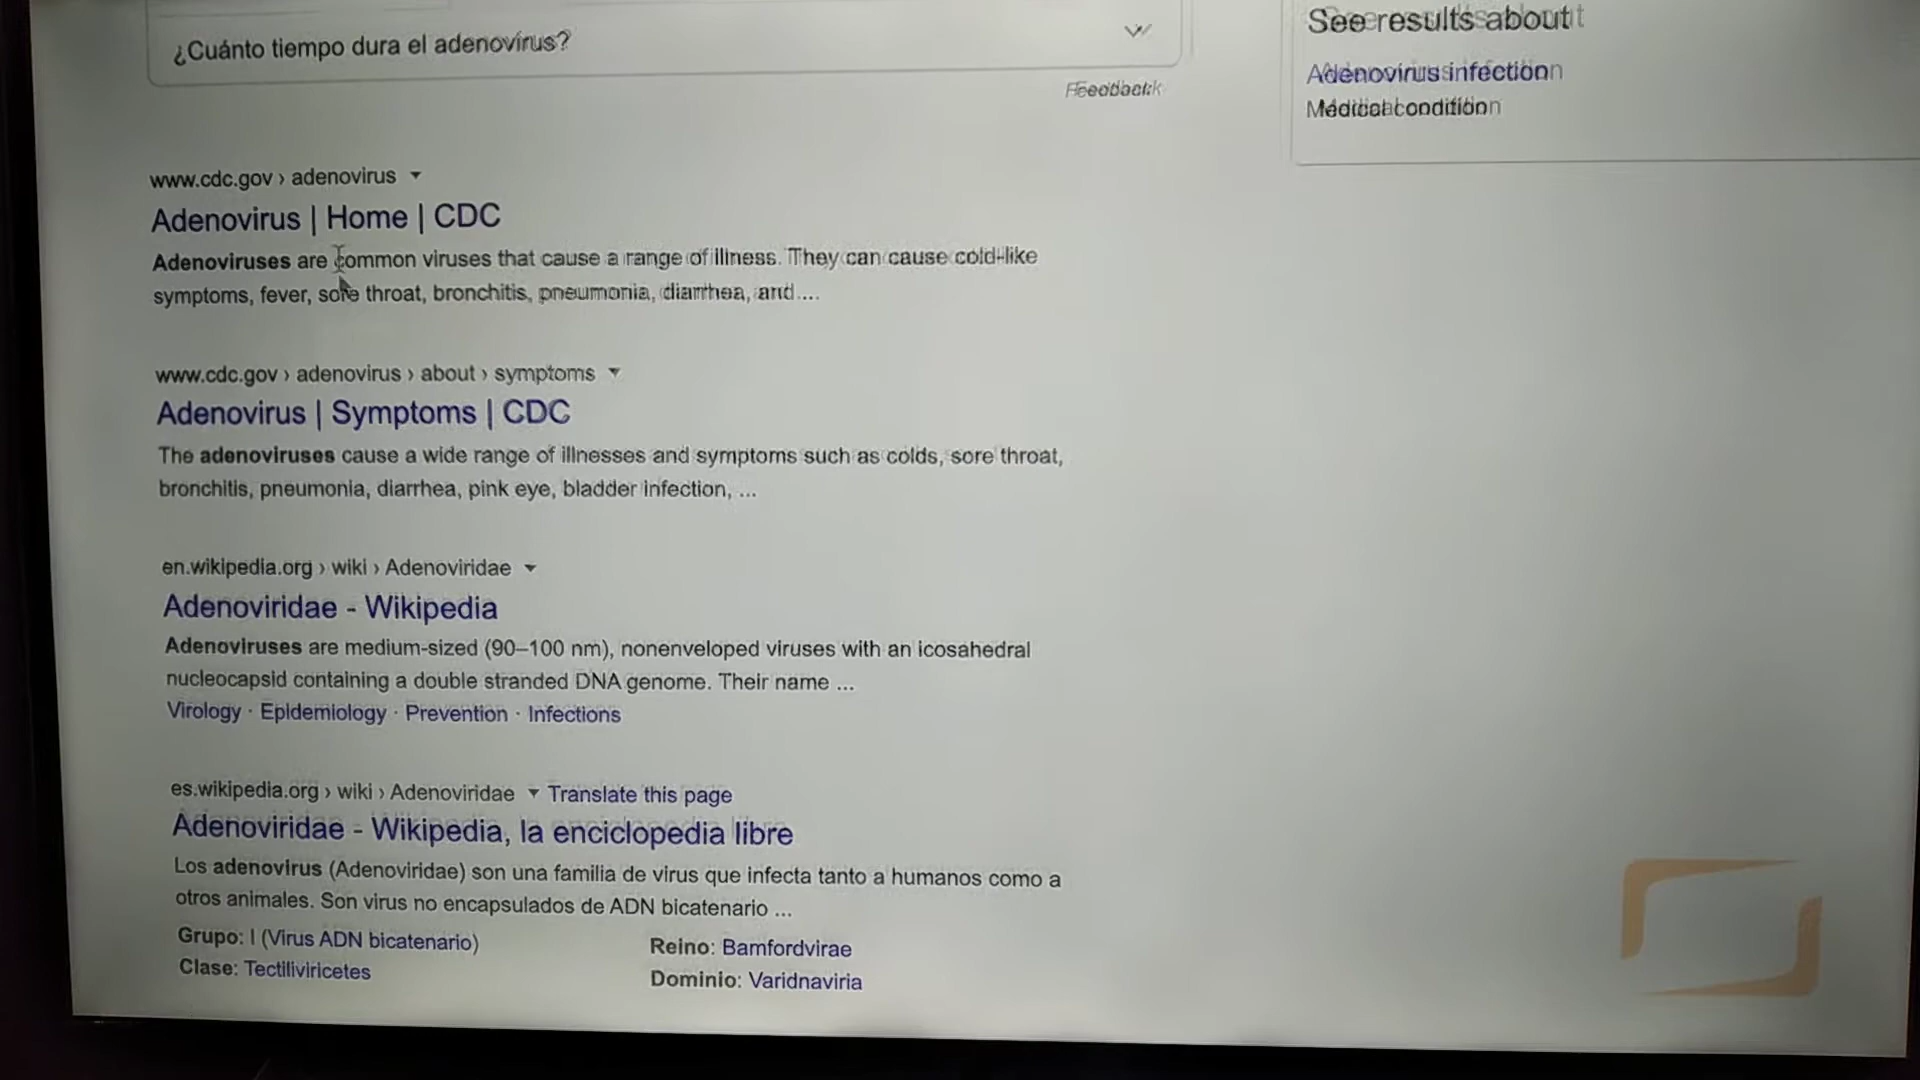 ¿Cuánto tiempo dura el adenovirus?
Feedback
See results about
Adenovirus infection
Medical condition
www.cdc.gov › adenovirus
Adenovirus | Home | CDC
Adenoviruses are common viruses that cause a range of illness. They can cause cold-like
symptoms, fever, sore throat, bronchitis, pneumonia, diarrhea, and ...
www.cdc.gov › adenovirus › about › symptoms
Adenovirus | Symptoms | CDC
The adenoviruses cause a wide range of illnesses and symptoms such as colds, sore throat,
bronchitis, pneumonia, diarrhea, pink eye, bladder infection, ...
en.wikipedia.org › wiki › Adenoviridae
Adenoviridae - Wikipedia
Adenoviruses are medium-sized (90–100 nm), nonenveloped viruses with an icosahedral
nucleocapsid containing a double stranded DNA genome. Their name ...
Virology · Epidemiology · Prevention · Infections
es.wikipedia.org › wiki › Adenoviridae Translate this page
Adenoviridae - Wikipedia, la enciclopedia libre
Los adenovirus (Adenoviridae) son una familia de virus que infecta tanto a humanos como a
otros animales. Son virus no encapsulados de ADN bicatenario ...
Grupo: I (Virus ADN bicatenario) Reino: Bamfordvirae
Clase: Tectiliviricetes Dominio: Varidnaviria